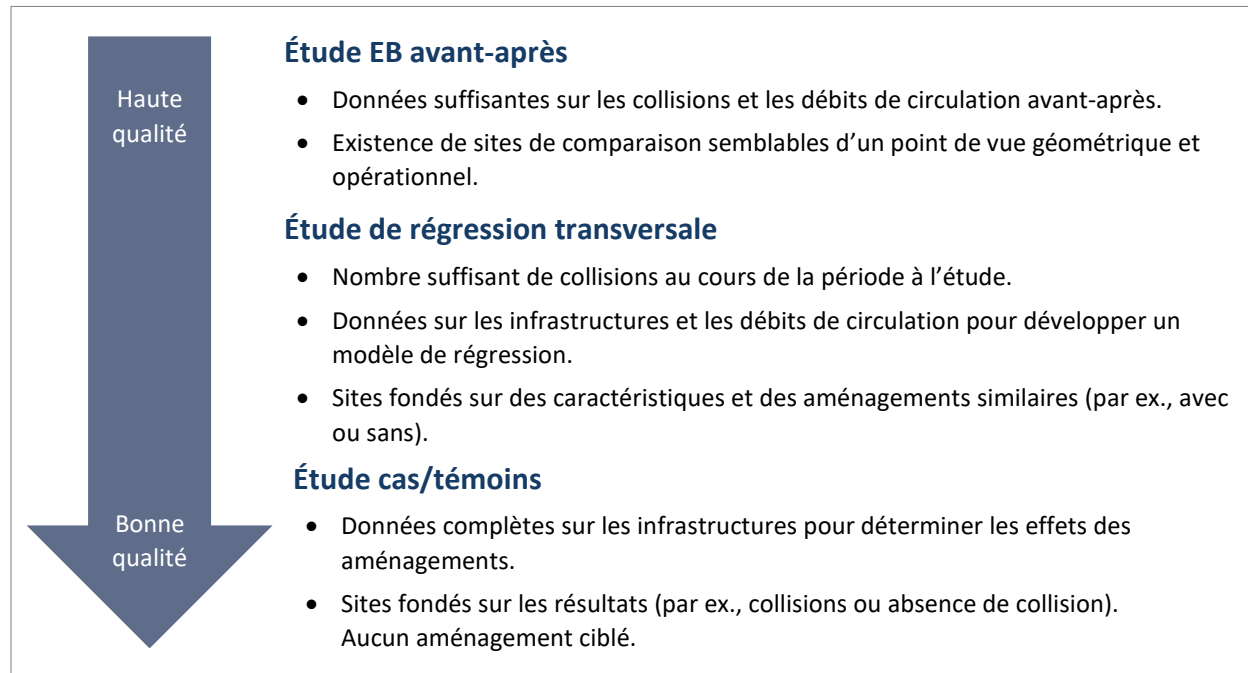 Haute
qualité
Étude EB avant-après
• Données suffisantes sur les collisions et les débits de circulation avant-après.
• Existence de sites de comparaison semblables d'un point de vue géométrique et
opérationnel.
Étude de régression transversale
• Nombre suffisant de collisions au cours de la période à l'étude.
• Données sur les infrastructures et les débits de circulation pour développer un
modèle de régression.
• Sites fondés sur des caractéristiques et des aménagements similaires (par ex., avec
ou sans).
Bonne
qualité
Étude cas/témoins
• Données complètes sur les infrastructures pour déterminer les effets des
aménagements.
• Sites fondés sur les résultats (par ex., collisions ou absence de collision).
Aucun aménagement ciblé.